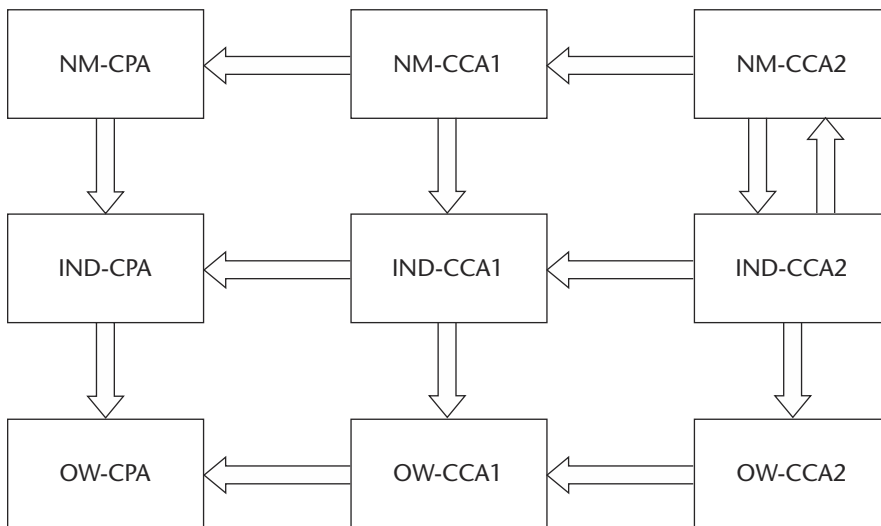 NM-CPA
NM-CCA1
NM-CCA2
IND-CPA
IND-CCA1
IND-CCA2
OW-CPA
OW-CCA1
OW-CCA2